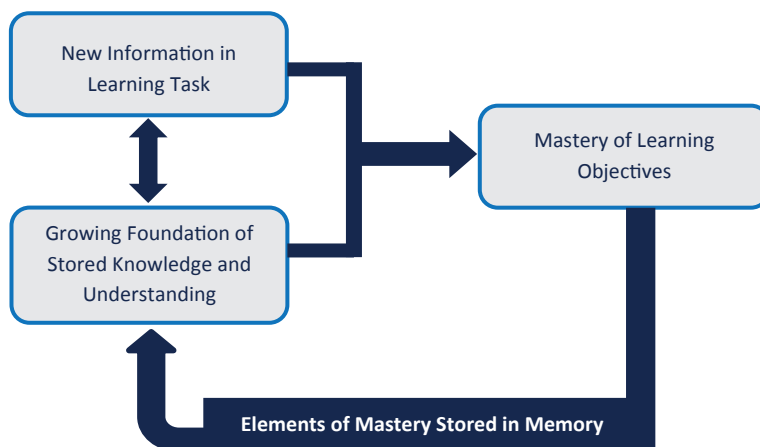 New Information in
Learning Task
Mastery of Learning
Objectives
Growing Foundation of
Stored Knowledge and
Understanding
Elements of Mastery Stored in Memory